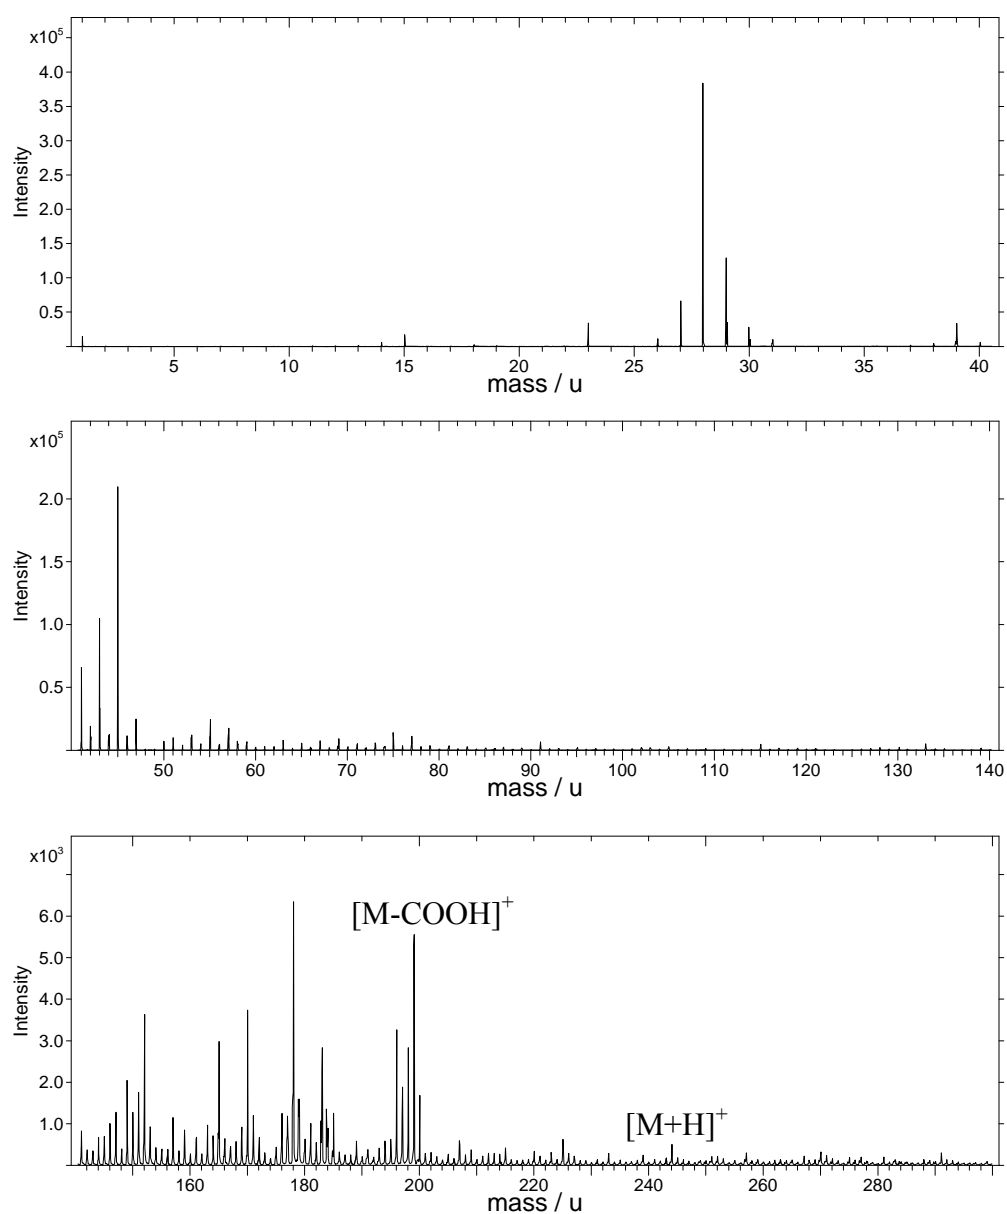 x10⁵
4.0
3.5
3.0
2.5
2.0
1.5
1.0
0.5
Intensity
5 10 15 20 25 30 35 40
mass / u
x10⁵
2.0
1.5
1.0
0.5
Intensity
50 60 70 80 90 100 110 120 130 140
mass / u
x10³
6.0
5.0
4.0
3.0
2.0
1.0
Intensity
[M-COOH]⁺
[M+H]⁺
160 180 200 220 240 260 280
mass / u